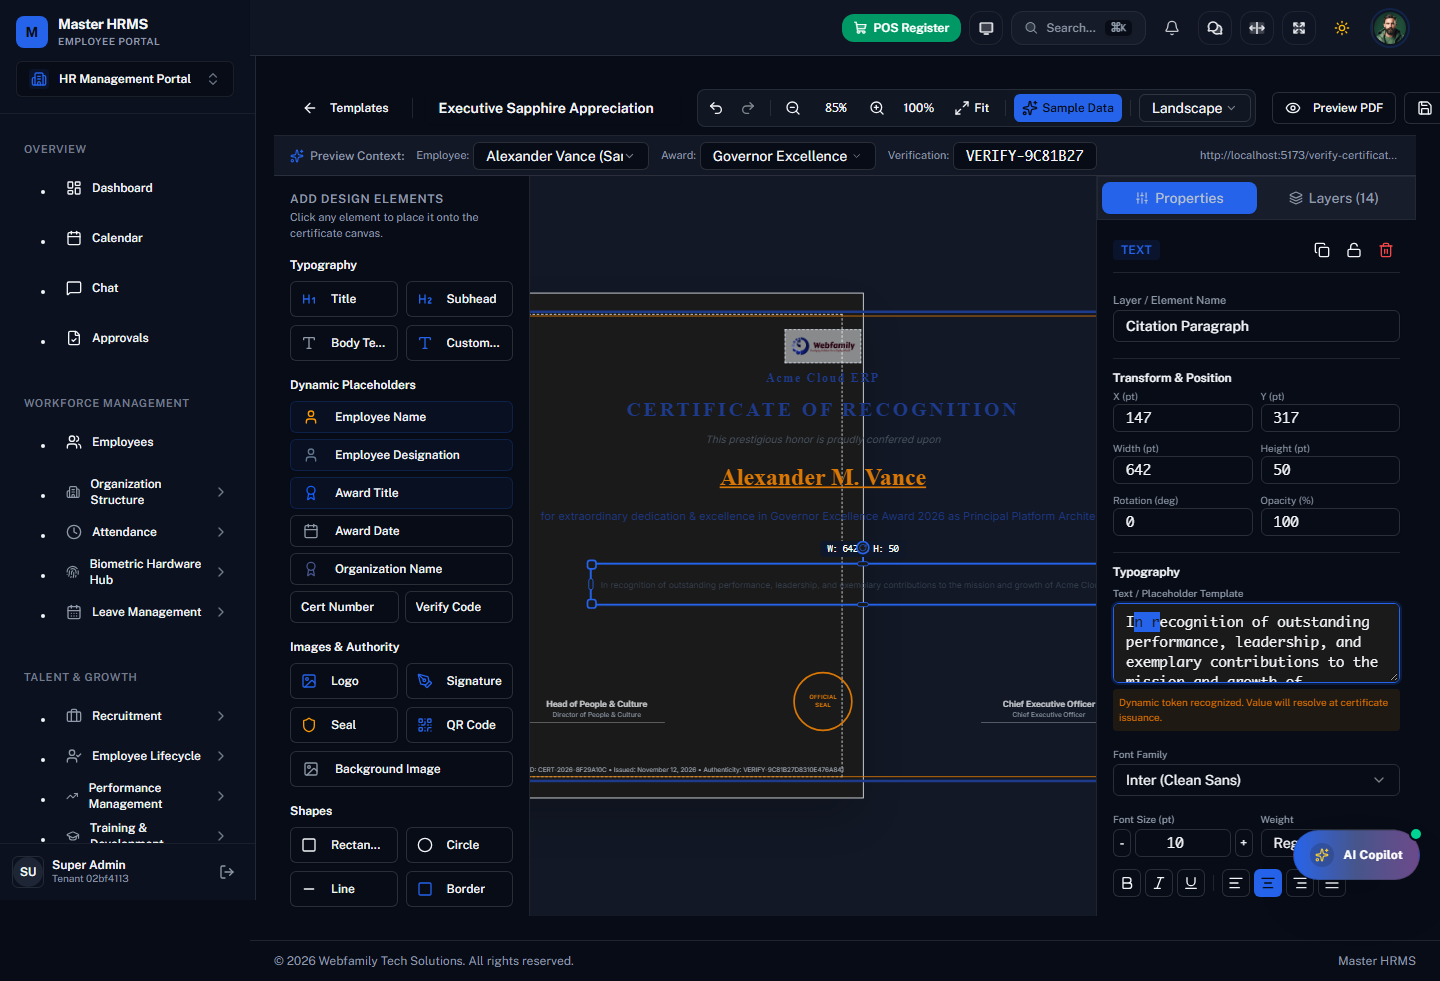 M
Master HRMS
EMPLOYEE PORTAL
HR Management Portal
OVERVIEW
Dashboard
Calendar
Chat
Approvals
WORKFORCE MANAGEMENT
Employees
Organization
Structure
Attendance
Biometric Hardware
Hub
Leave Management
TALENT & GROWTH
Recruitment
Employee Lifecycle
Performance
Management
Training &
Development
SU
Super Admin
Tenant 02bf4113
POS Register
Search...
⌘K
Templates
Executive Sapphire Appreciation
85%
100%
Fit
Sample Data
Landscape
Preview PDF
Preview Context:
Employee:
Alexander Vance (Sa
Award:
Governor Excellence
Verification:
VERIFY-9C81B27
http://localhost:5173/verify-certificat...
ADD DESIGN ELEMENTS
Click any element to place it onto the
certificate canvas.
Typography
H1 Title
H2 Subhead
Body Te...
Custom...
Dynamic Placeholders
Employee Name
Employee Designation
Award Title
Award Date
Organization Name
Cert Number
Verify Code
Images & Authority
Logo
Signature
Seal
QR Code
Background Image
Shapes
Rectan...
Circle
Line
Border
Webfamily
Acme Cloud ERP
CERTIFICATE OF RECOGNITION
This prestigious honor is proudly conferred upon
Alexander M. Vance
for extraordinary dedication & excellence in Governor Excellence Award 2026 as Principal Platform Archite
W: 642 H: 50
In recognition of outstanding performance, leadership, and exemplary contributions to the mission and growth of Acme Clo
Head of People & Culture
Director of People & Culture
OFFICIAL
SEAL
Chief Executive Officer
Chief Executive Officer
D: CERT-2026-8F29A10C • Issued: November 12, 2026 • Authenticity: VERIFY-9C81B27D8310E476A84
Properties
Layers (14)
TEXT
Layer / Element Name
Citation Paragraph
Transform & Position
X (pt)
Y (pt)
147
317
Width (pt)
Height (pt)
642
50
Rotation (deg)
Opacity (%)
0
100
Typography
Text / Placeholder Template
In recognition of outstanding
performance, leadership, and
exemplary contributions to the
mission and growth of
Dynamic token recognized. Value will resolve at certificate
issuance.
Font Family
Inter (Clean Sans)
Font Size (pt)
Weight
-
10
+
Reg
AI Copilot
B
I
U
© 2026 Webfamily Tech Solutions. All rights reserved.
Master HRMS